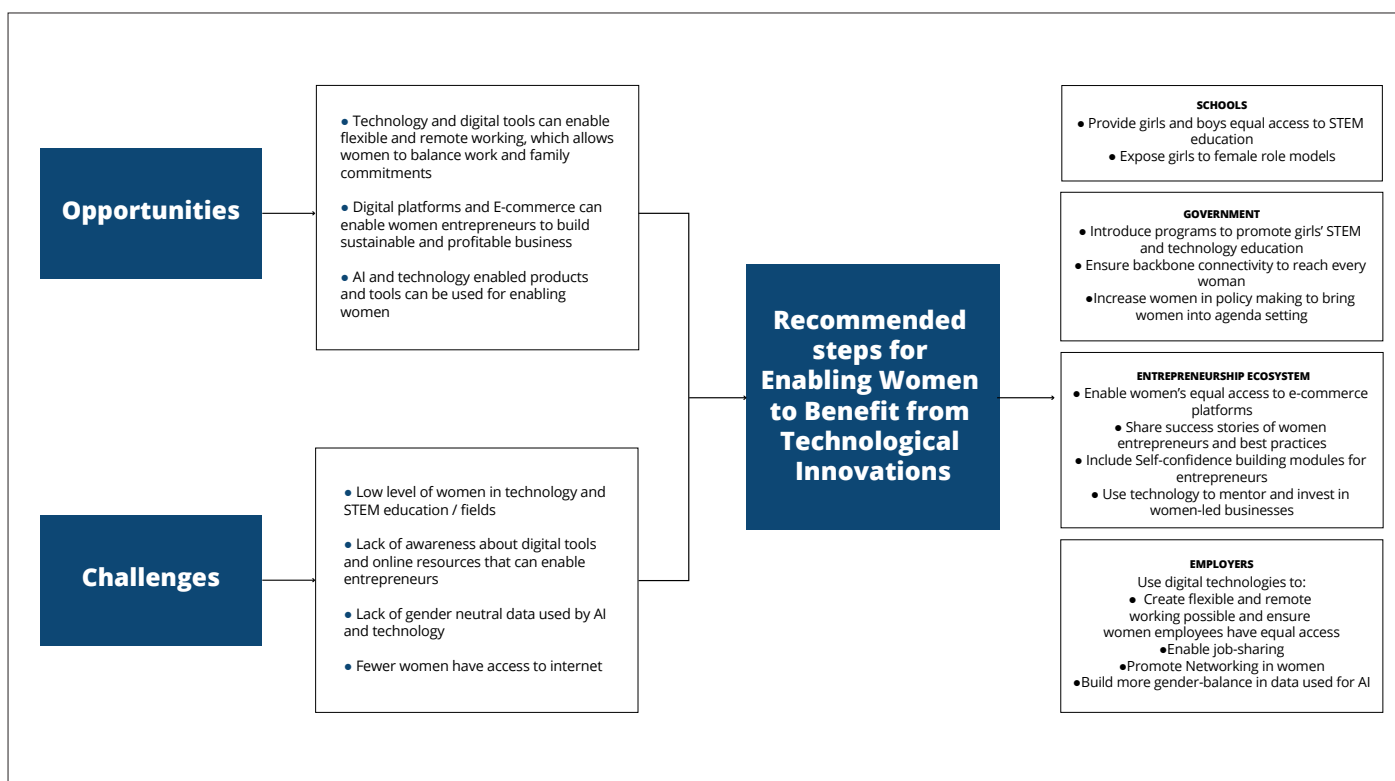 Opportunities
● Technology and digital tools can enable
flexible and remote working, which allows
women to balance work and family
commitments
● Digital platforms and E-commerce can
enable women entrepreneurs to build
sustainable and profitable business
● AI and technology enabled products
and tools can be used for enabling
women
Challenges
● Low level of women in technology and
STEM education / fields
● Lack of awareness about digital tools
and online resources that can enable
entrepreneurs
● Lack of gender neutral data used by AI
and technology
● Fewer women have access to internet
Recommended
steps for
Enabling Women
to Benefit from
Technological
Innovations
SCHOOLS
● Provide girls and boys equal access to STEM
education
● Expose girls to female role models
GOVERNMENT
● Introduce programs to promote girls’ STEM
and technology education
● Ensure backbone connectivity to reach every
woman
●Increase women in policy making to bring
women into agenda setting
ENTREPRENEURSHIP ECOSYSTEM
● Enable women’s equal access to e-commerce
platforms
● Share success stories of women
entrepreneurs and best practices
● Include Self-confidence building modules for
entrepreneurs
● Use technology to mentor and invest in
women-led businesses
EMPLOYERS
Use digital technologies to:
● Create flexible and remote
working possible and ensure
women employees have equal access
●Enable job-sharing
●Promote Networking in women
●Build more gender-balance in data used for AI